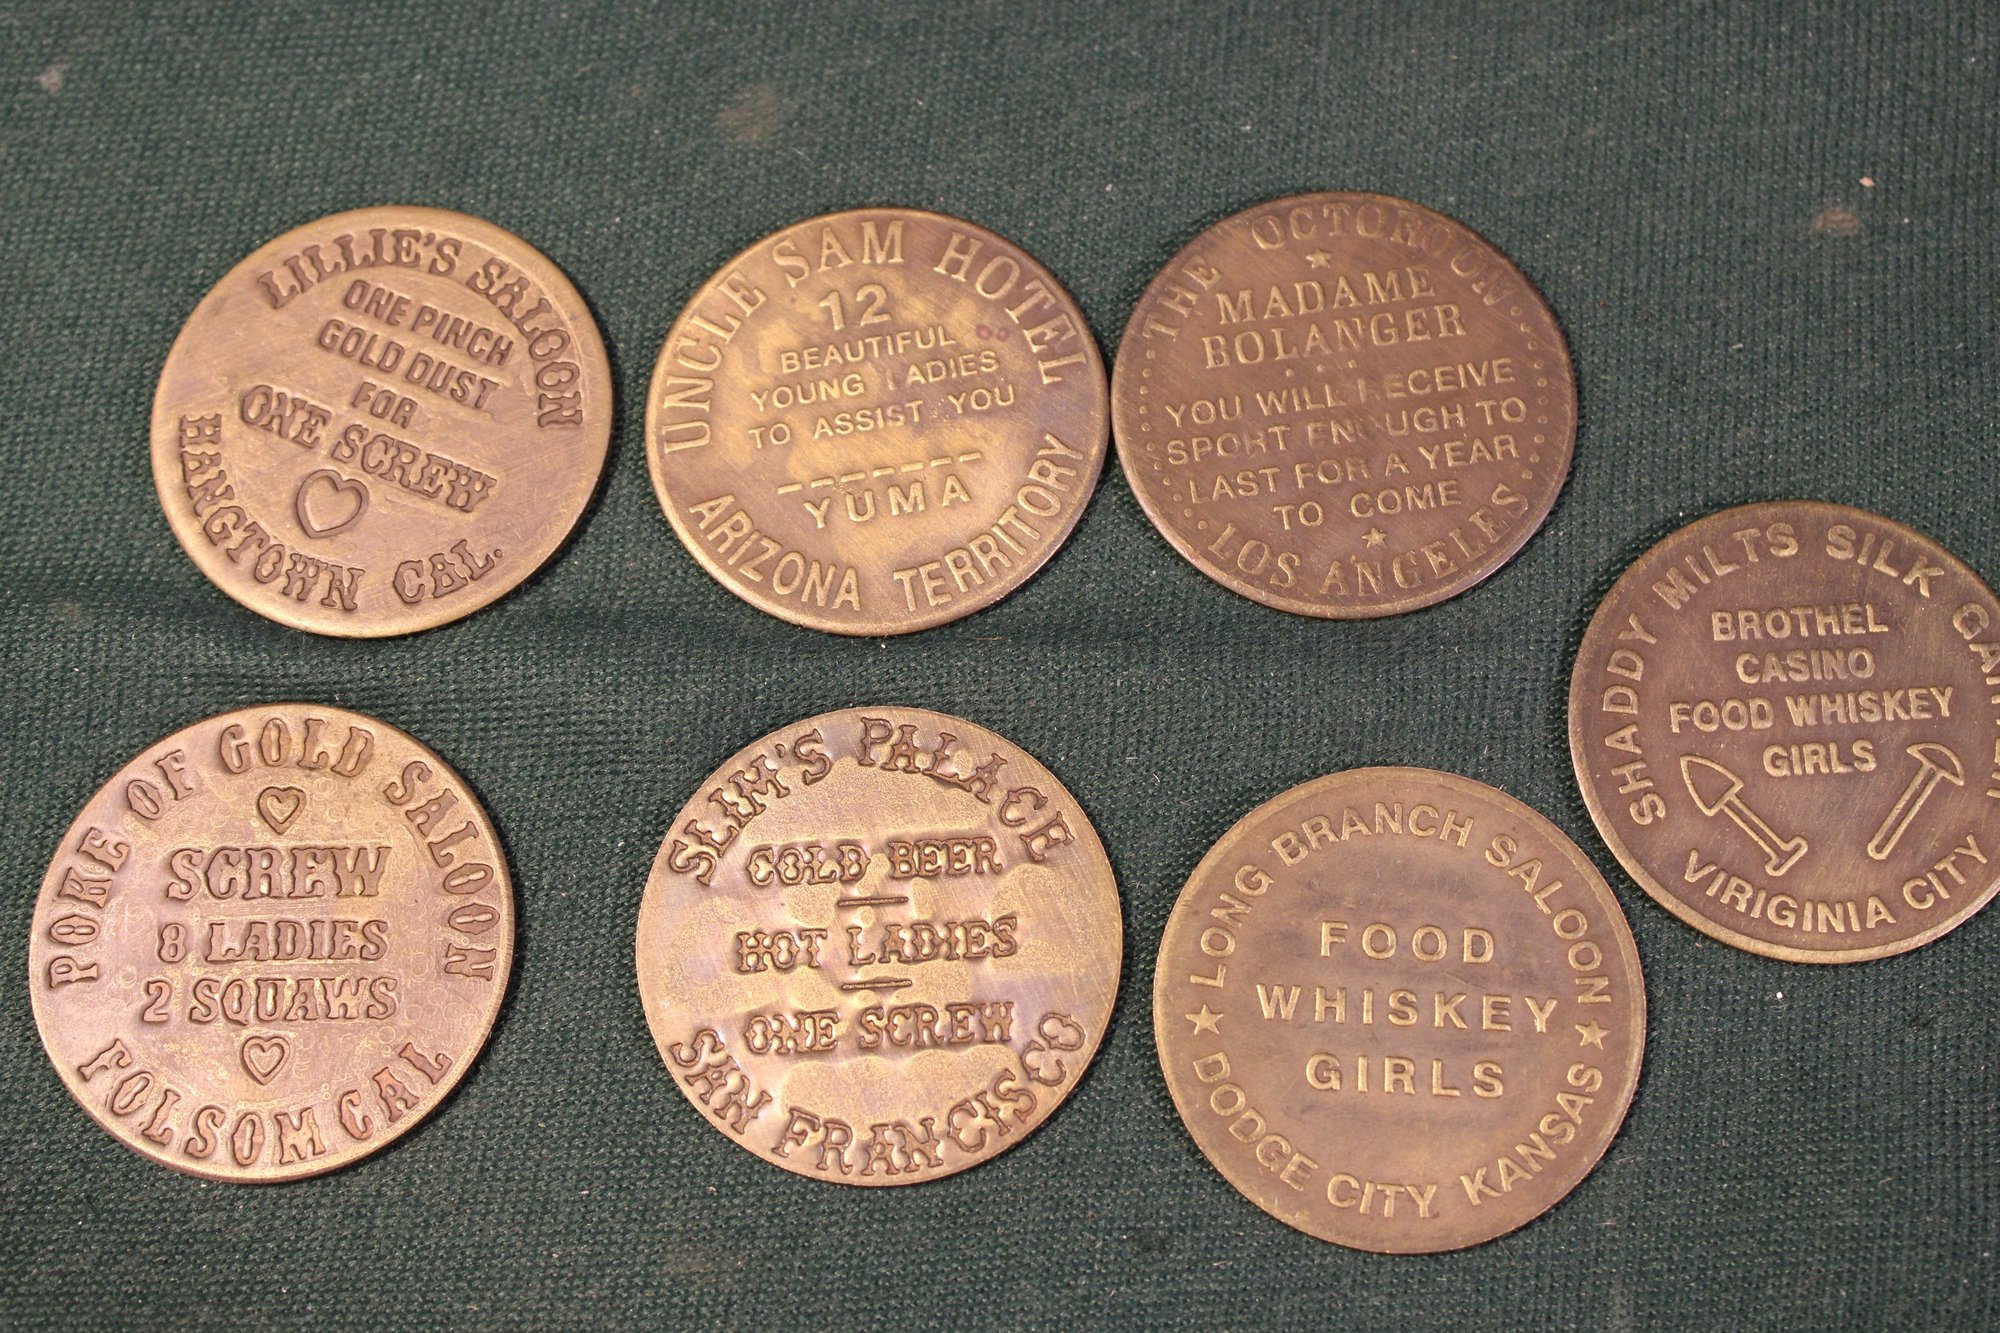 LILLIE'S SALOON
ONE PINCH
GOLD DUST
FOR
ONE SCREW
HANGTOWN CAL.
UNCLE SAM HOTEL
12
BEAUTIFUL
YOUNG LADIES
TO ASSIST YOU
YUMA
ARIZONA TERRITORY
THE OCTOROON
MADAME
BOLANGER
YOU WILL RECEIVE
SPORT ENOUGH TO
LAST FOR A YEAR
TO COME
LOS ANGELES
SHADDY MILTS SILK
BROTHEL
CASINO
FOOD WHISKEY
GIRLS
VIRIGINIA CITY
POKE OF GOLD SALOON
SCREW
8 LADIES
2 SQUAWS
FOLSOM CAL
SLIM'S PALACE
COLD BEER
HOT LADIES
ONE SCREW
SAN FRANCISCO
LONG BRANCH SALOON
FOOD
WHISKEY
GIRLS
DODGE CITY KANSAS